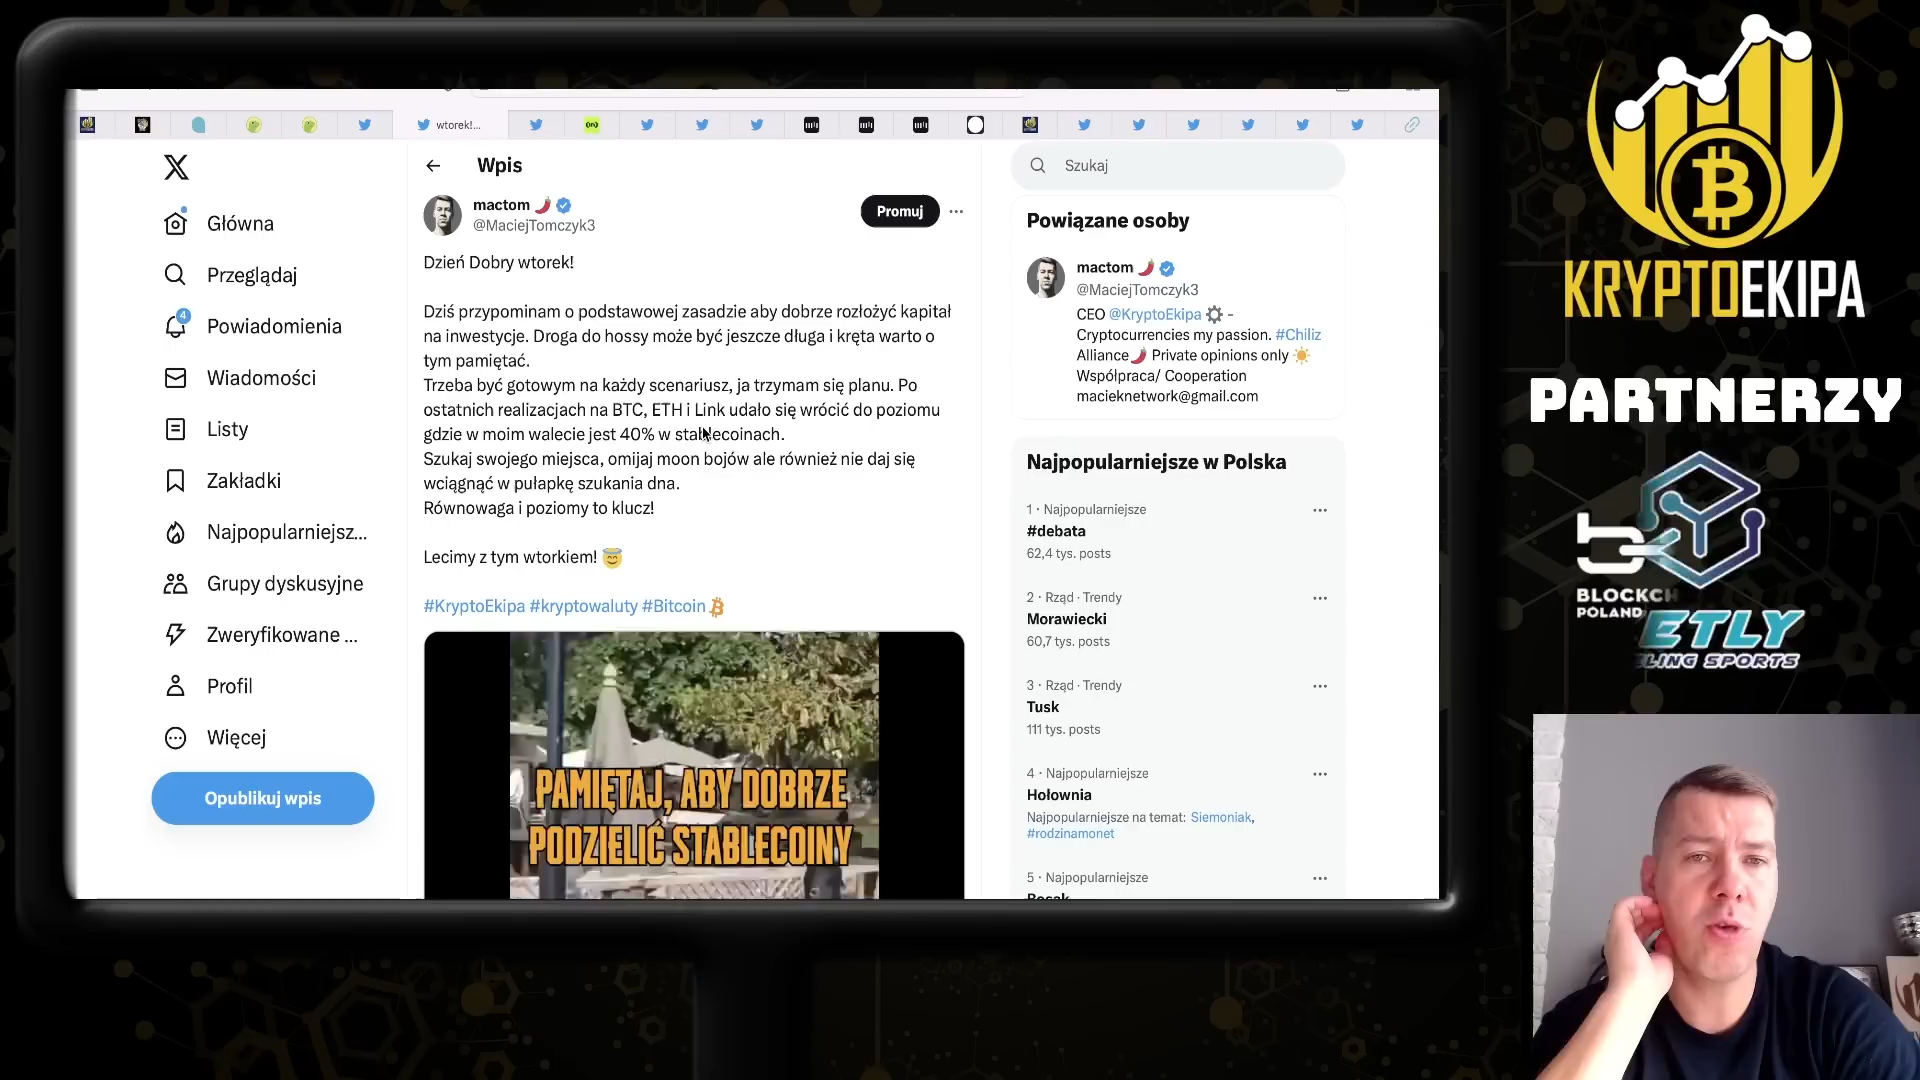 wtorek!...
Wpis
Szukaj
Główna
Przeglądaj
4
Powiadomienia
Wiadomości
Listy
Zakładki
Najpopularniejsz...
Grupy dyskusyjne
Zweryfikowane ...
Profil
Więcej
Opublikuj wpis
mactom
@MaciejTomczyk3
Promuj
Dzień Dobry wtorek!
Dziś przypominam o podstawowej zasadzie aby dobrze rozłożyć kapitał
na inwestycje. Droga do hossy może być jeszcze długa i kręta warto o
tym pamiętać.
Trzeba być gotowym na każdy scenariusz, ja trzymam się planu. Po
ostatnich realizacjach na BTC, ETH i Link udało się wrócić do poziomu
gdzie w moim walecie jest 40% w stablecoinach.
Szukaj swojego miejsca, omijaj moon bojów ale również nie daj się
wciągnąć w pułapkę szukania dna.
Równowaga i poziomy to klucz!
Lecimy z tym wtorkiem!
#KryptoEkipa #kryptowaluty #Bitcoin
PAMIĘTAJ, ABY DOBRZE
PODZIELIĆ STABLECOINY
Powiązane osoby
mactom
@MaciejTomczyk3
CEO @KryptoEkipa -
Cryptocurrencies my passion. #Chiliz
Alliance Private opinions only
Współpraca/ Cooperation
macieknetwork@gmail.com
Najpopularniejsze w Polska
1 · Najpopularniejsze
#debata
62,4 tys. posts
2 · Rząd · Trendy
Morawiecki
60,7 tys. posts
3 · Rząd · Trendy
Tusk
111 tys. posts
4 · Najpopularniejsze
Hołownia
Najpopularniejsze na temat: Siemoniak,
#rodzinamonet
5 · Najpopularniejsze
KRYPTOEKIPA
PARTNERZY
BLOCKCH
POLAND
ETLY
LING SPORTS